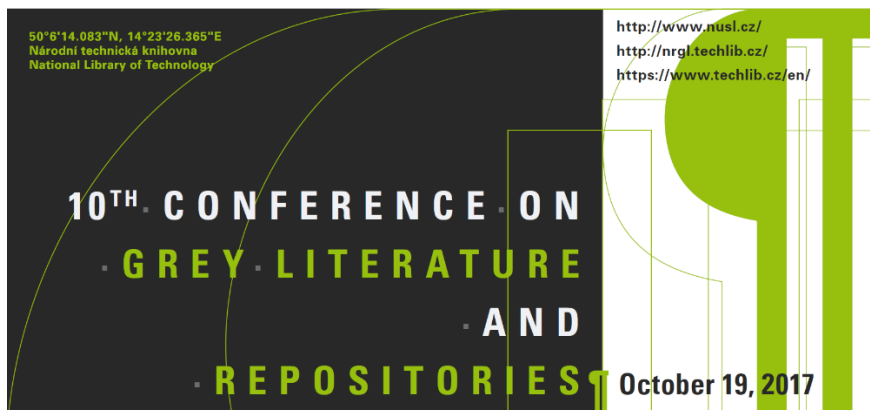 50°6'14.083"N, 14°23'26.365"E
Národní technická knihovna
National Library of Technology
http://www.nusl.cz/
http://nrgl.techlib.cz/
https://www.techlib.cz/en/
10TH·CONFERENCE·ON
·GREY·LITERATURE
·AND
·REPOSITORIES¶
October 19, 2017